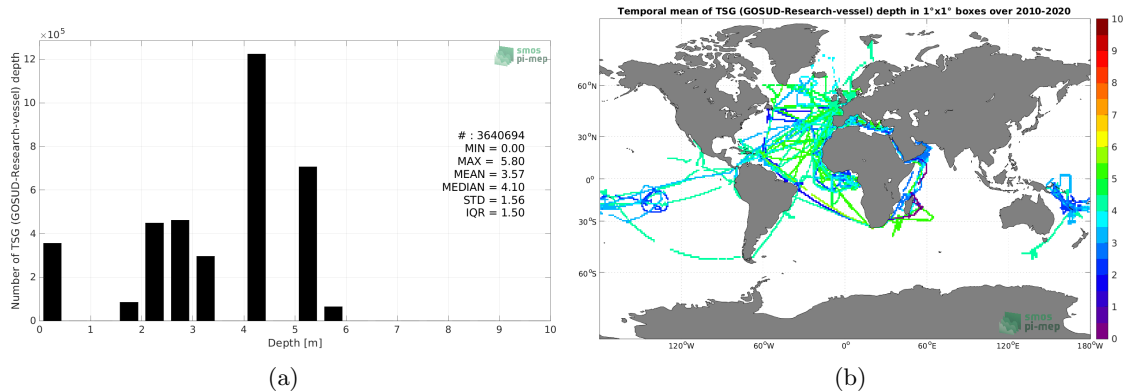 ×10⁵
12
10
8
6
4
2
0
Number of TSG (GOSUD-Research-vessel) depth
0 1 2 3 4 5 6 7 8 9 10
Depth [m]
smos
pi-mep
# : 3640694
MIN = 0.00
MAX = 5.80
MEAN = 3.57
MEDIAN = 4.10
STD = 1.56
IQR = 1.50
(a)
Temporal mean of TSG (GOSUD-Research-vessel) depth in 1°x1° boxes over 2010-2020
60°N
30°N
0°
30°S
60°S
120°W 60°W 0° 60°E 120°E 180°W
smos
pi-mep
10
9
8
7
6
5
4
3
2
1
0
(b)